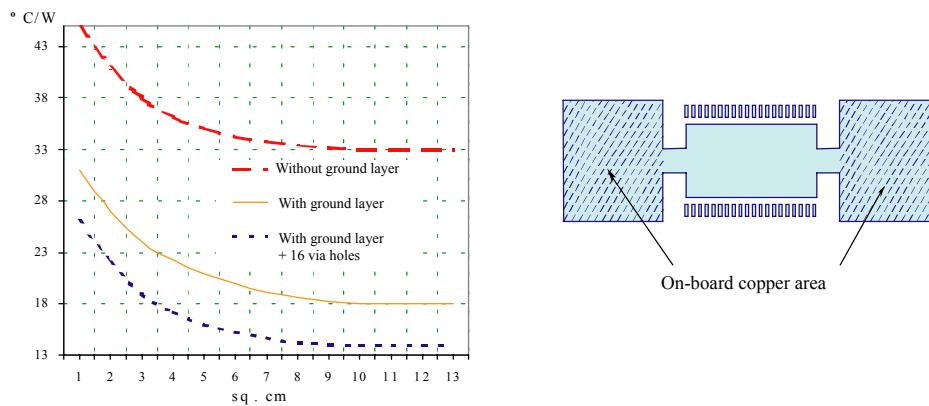 ° C/W
43
38
33
28
23
18
13
Without ground layer
With ground layer
With ground layer
+ 16 via holes
1 2 3 4 5 6 7 8 9 10 11 12 13
sq . cm
On-board copper area